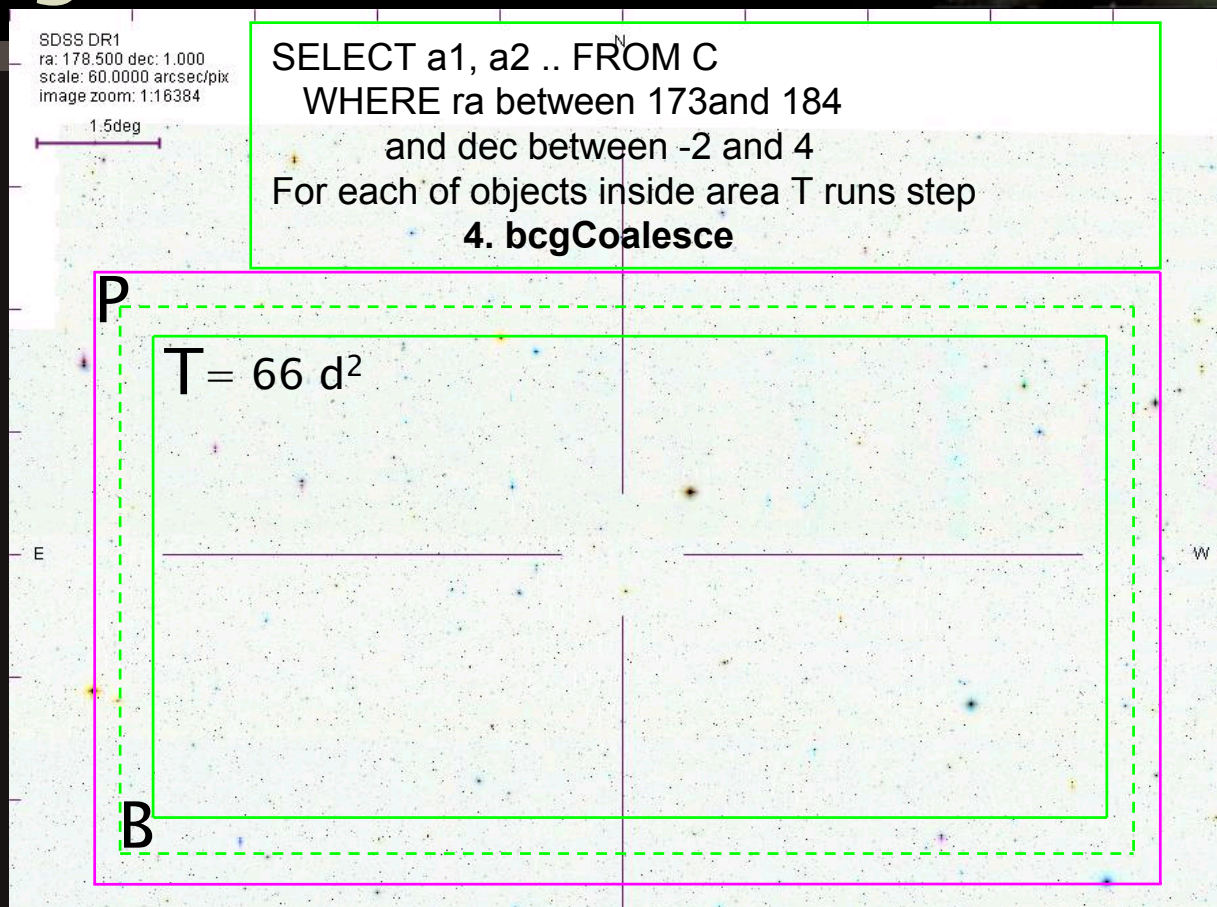 SDSS DR1
ra: 178.500 dec: 1.000
scale: 60.0000 arcsec/pix
image zoom: 1:16384
1.5deg
N
SELECT a1, a2 .. FROM C
WHERE ra between 173and 184
and dec between -2 and 4
For each of objects inside area T runs step
4. bcgCoalesce
P
T= 66 d²
E
W
B